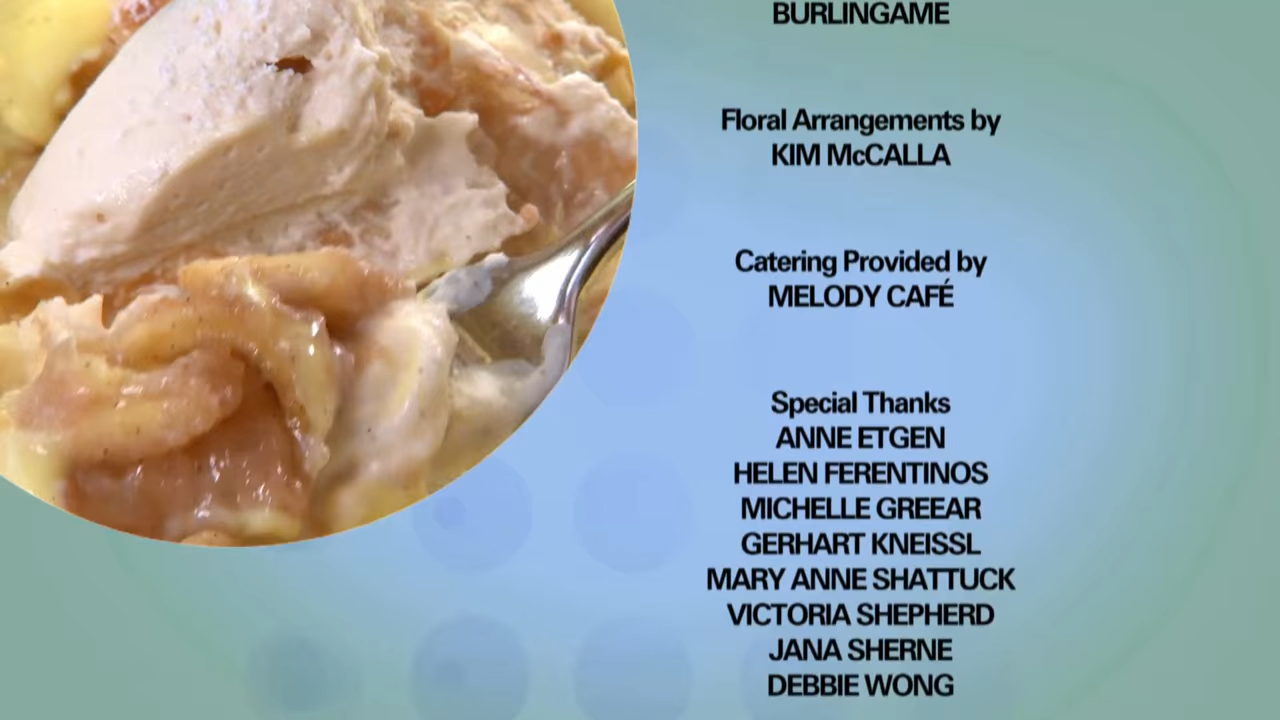 BURLINGAME
Floral Arrangements by
KIM McCALLA
Catering Provided by
MELODY CAFÉ
Special Thanks
ANNE ETGEN
HELEN FERENTINOS
MICHELLE GREEAR
GERHART KNEISSL
MARY ANNE SHATTUCK
VICTORIA SHEPHERD
JANA SHERNE
DEBBIE WONG